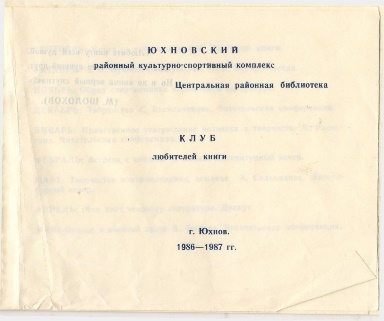 ЮХНОВСКИЙ
районный культурно-спортивный комплекс
Центральная районная библиотека
КЛУБ
любителей книги
г. Юхнов.
1986—1987 гг.